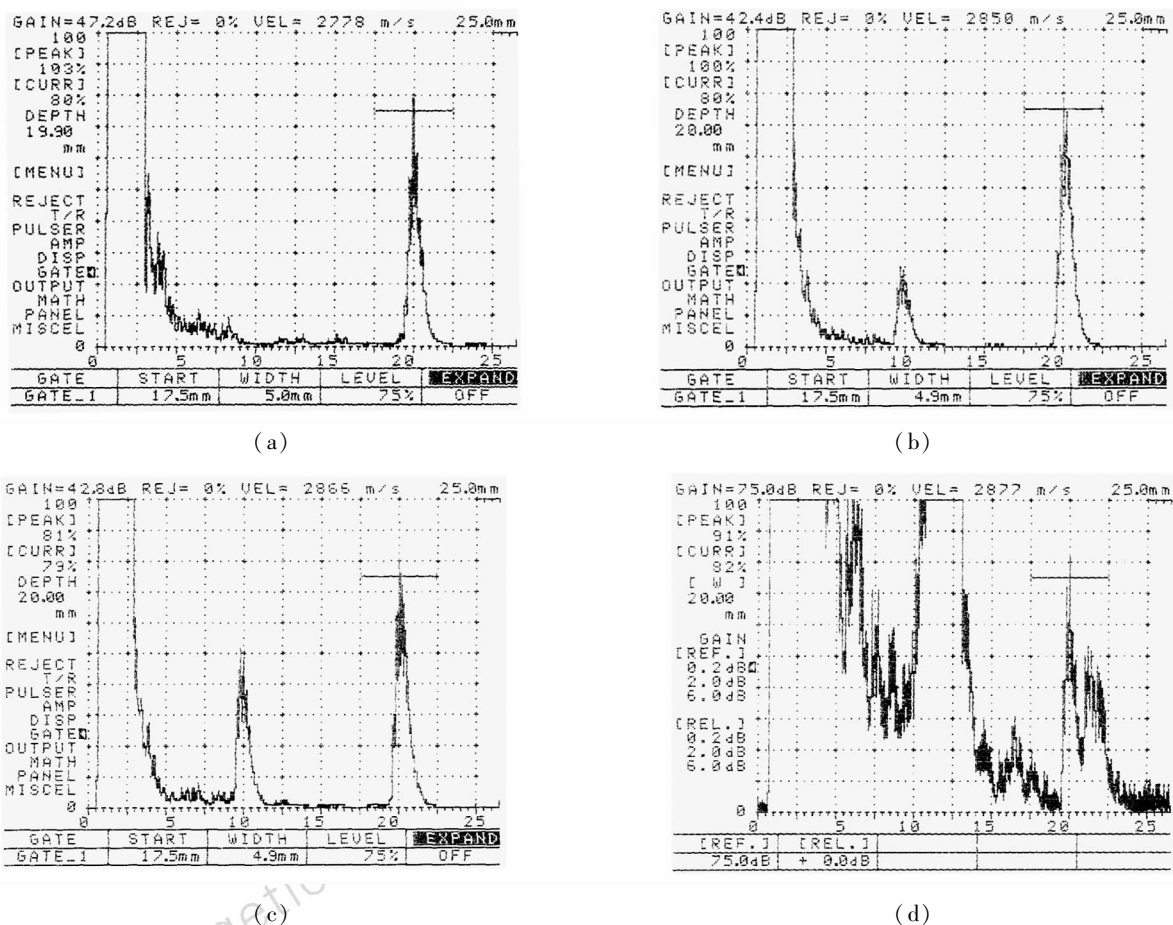 GAIN=47.2dB REJ= 0% VEL= 2778 m/s 25.0mm
100
[PEAK]
103%
[CURR]
80%
DEPTH
19.90
mm
[MENU]
REJECT
T/R
PULSER
AMP
DISP
GATE
OUTPUT
MATH
PANEL
MISCEL
0
0 5 10 15 20 25
GATE START WIDTH LEVEL EXPAND
GATE_1 17.5mm 5.0mm 75% OFF
(a)
GAIN=42.4dB REJ= 0% VEL= 2850 m/s 25.0mm
100
[PEAK]
100%
[CURR]
80%
DEPTH
20.00
mm
[MENU]
REJECT
T/R
PULSER
AMP
DISP
GATE
OUTPUT
MATH
PANEL
MISCEL
0
0 5 10 15 20 25
GATE START WIDTH LEVEL EXPAND
GATE_1 17.5mm 4.9mm 75% OFF
(b)
GAIN=42.8dB REJ= 0% VEL= 2866 m/s 25.0mm
100
[PEAK]
81%
[CURR]
79%
DEPTH
20.00
mm
[MENU]
REJECT
T/R
PULSER
AMP
DISP
GATE
OUTPUT
MATH
PANEL
MISCEL
0
0 5 10 15 20 25
GATE START WIDTH LEVEL EXPAND
GATE_1 17.5mm 4.9mm 75% OFF
(c)
GAIN=75.0dB REJ= 0% VEL= 2877 m/s 25.0mm
100
[PEAK]
91%
[CURR]
82%
[ W ]
20.00
mm
GAIN
[REF.]
0.2dB
2.0dB
6.0dB
[REL.]
0.2dB
2.0dB
6.0dB
0
0 5 10 15 20 25
[REF.] [REL.]
75.0dB + 0.0dB
(d)